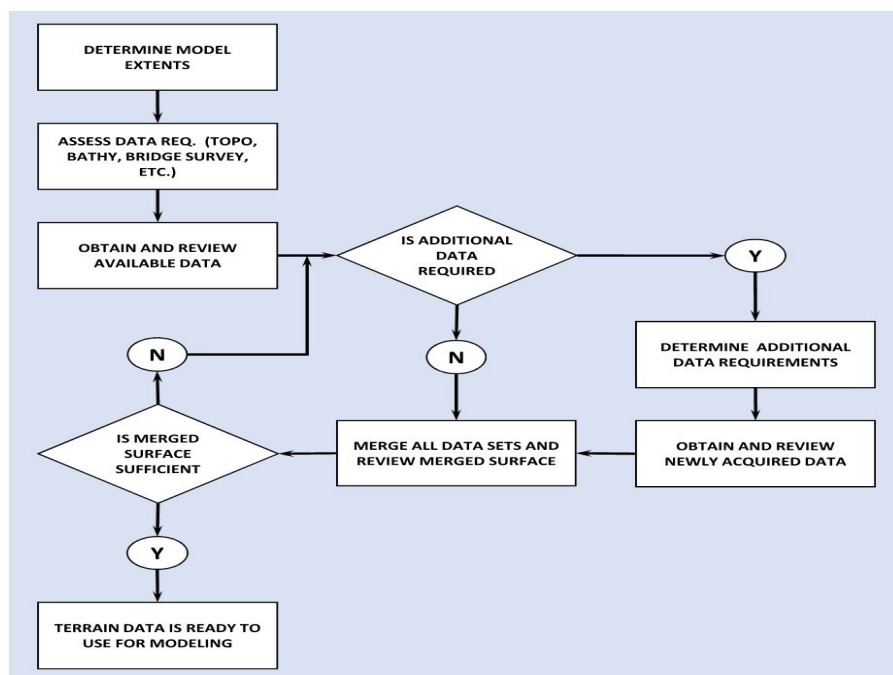 DETERMINE MODEL
EXTENTS
ASSESS DATA REQ. (TOPO,
BATHY, BRIDGE SURVEY,
ETC.)
OBTAIN AND REVIEW
AVAILABLE DATA
IS ADDITIONAL
DATA
REQUIRED
Y
N
DETERMINE ADDITIONAL
DATA REQUIREMENTS
OBTAIN AND REVIEW
NEWLY ACQUIRED DATA
MERGE ALL DATA SETS AND
REVIEW MERGED SURFACE
IS MERGED
SURFACE
SUFFICIENT
N
Y
TERRAIN DATA IS READY TO
USE FOR MODELING